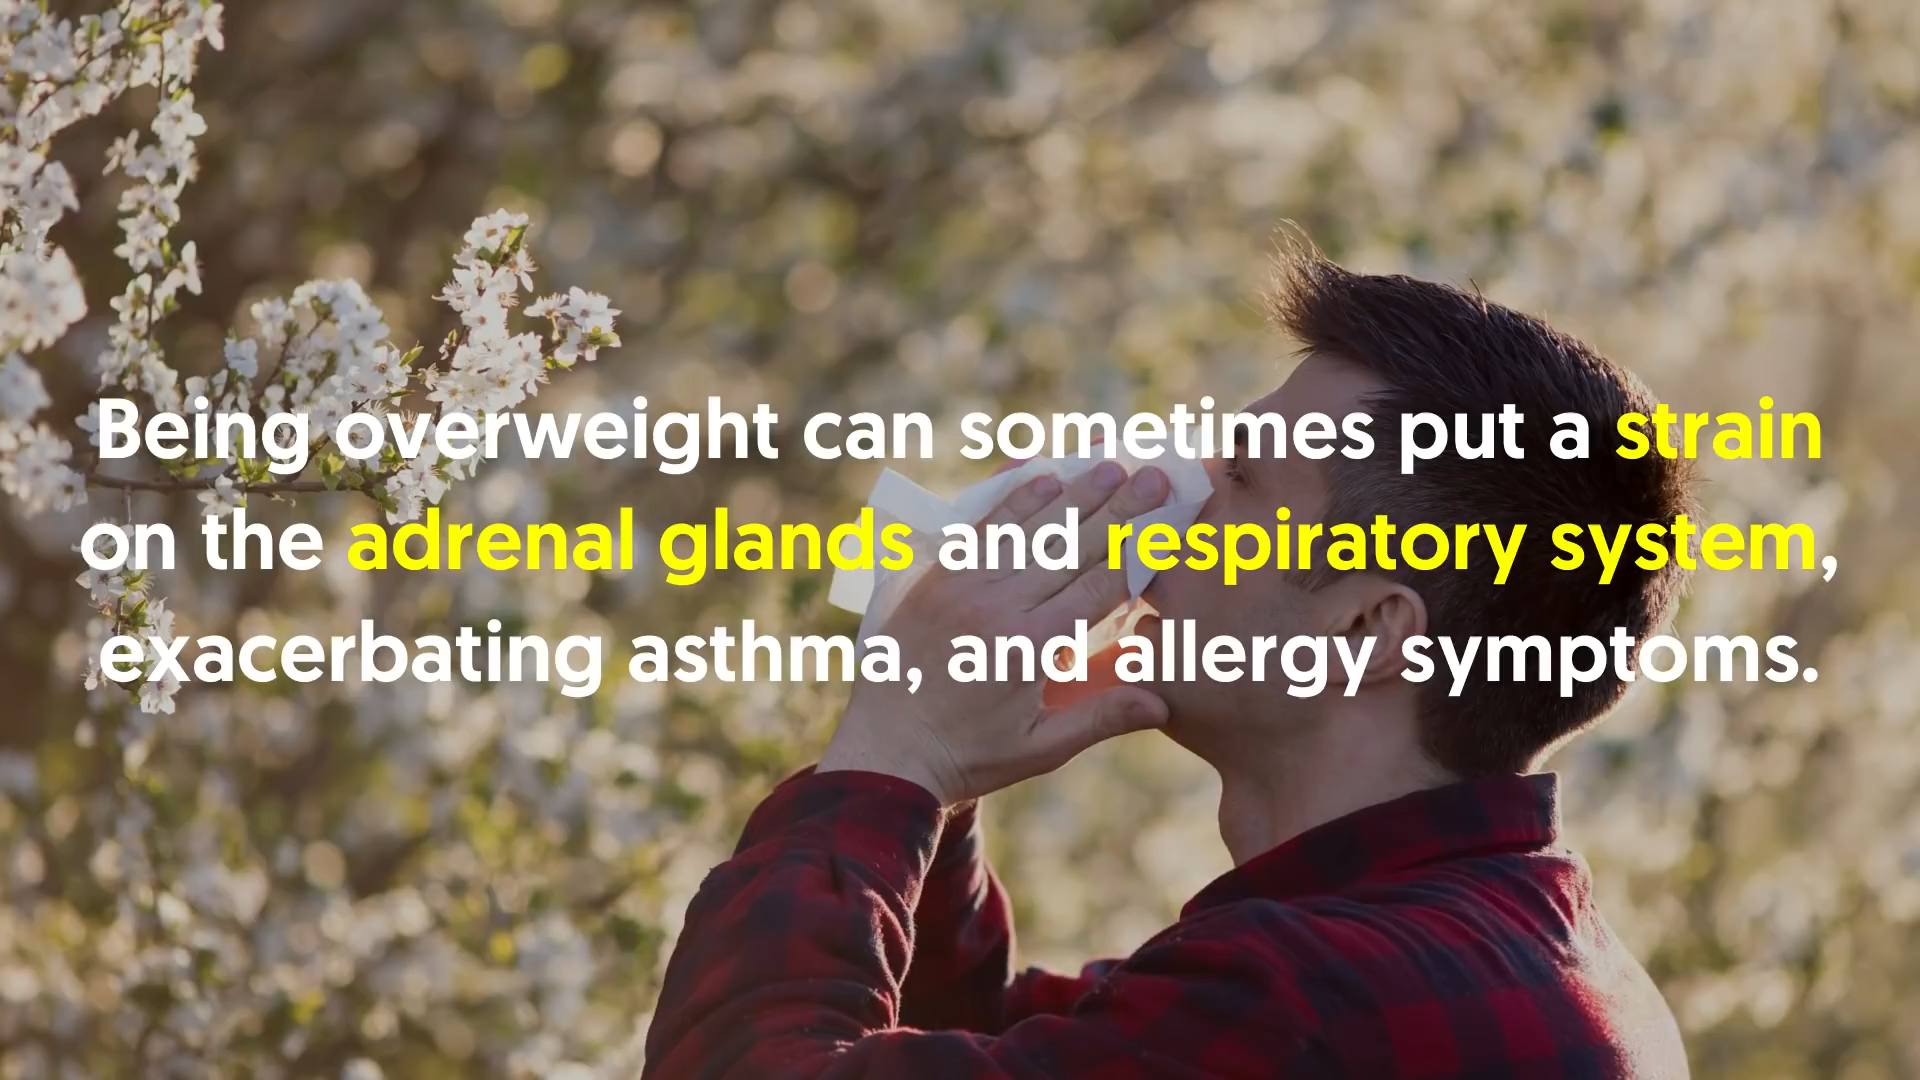 Being overweight can sometimes put a strain
on the adrenal glands and respiratory system,
exacerbating asthma, and allergy symptoms.